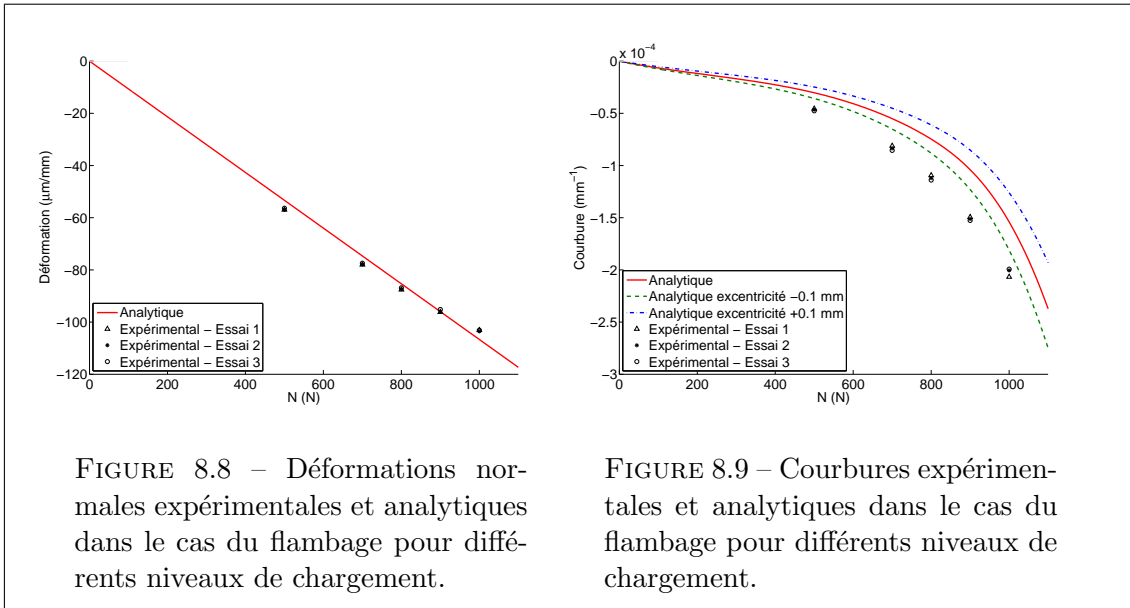 0
−20
−40
−60
−80
−100
−120
0
200
400
600
800
1000
N (N)
Déformation (µm/mm)
Analytique
Expérimental − Essai 1
Expérimental − Essai 2
Expérimental − Essai 3
x 10−4
0
−0.5
−1
−1.5
−2
−2.5
−3
0
200
400
600
800
1000
N (N)
Courbure (mm−1)
Analytique
Analytique excentricité −0.1 mm
Analytique excentricité +0.1 mm
Expérimental − Essai 1
Expérimental − Essai 2
Expérimental − Essai 3
FIGURE 8.8 – Déformations nor-
males expérimentales et analytiques
dans le cas du flambage pour diffé-
rents niveaux de chargement.
FIGURE 8.9 – Courbures expérimen-
tales et analytiques dans le cas du
flambage pour différents niveaux de
chargement.